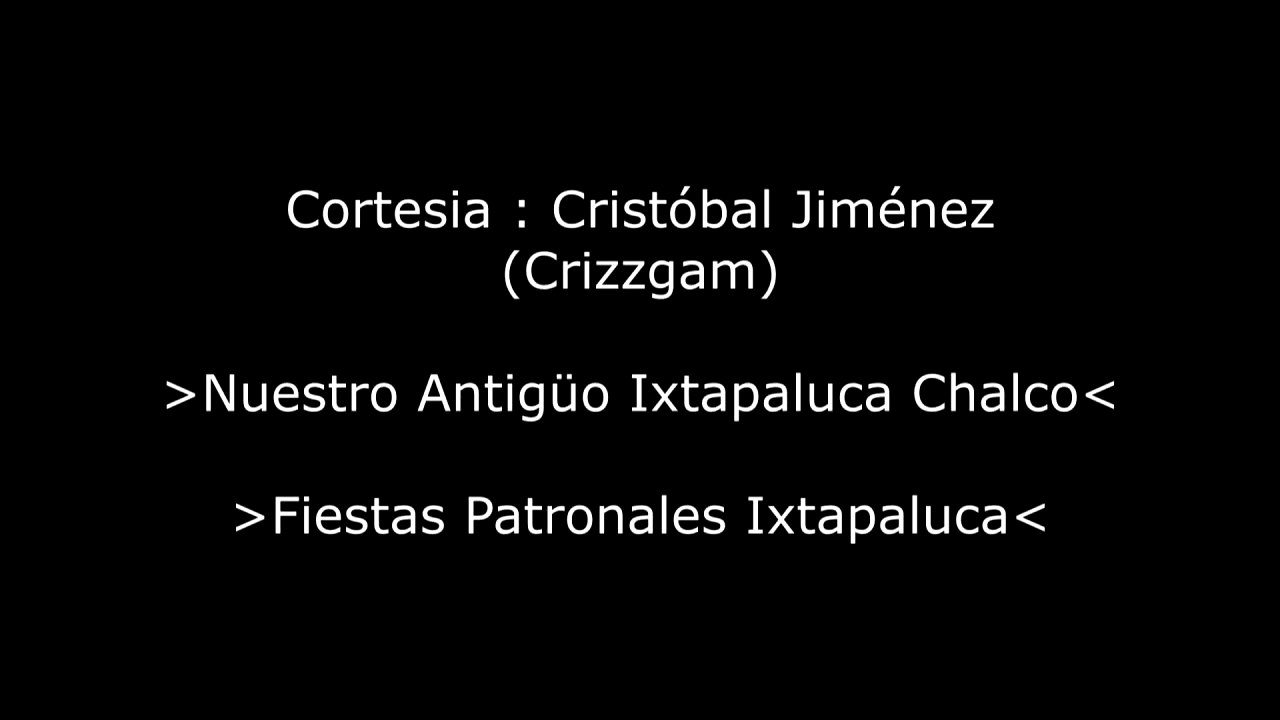 Cortesia : Cristóbal Jiménez
(Crizzgam)
>Nuestro Antigüo Ixtapaluca Chalco<
>Fiestas Patronales Ixtapaluca<